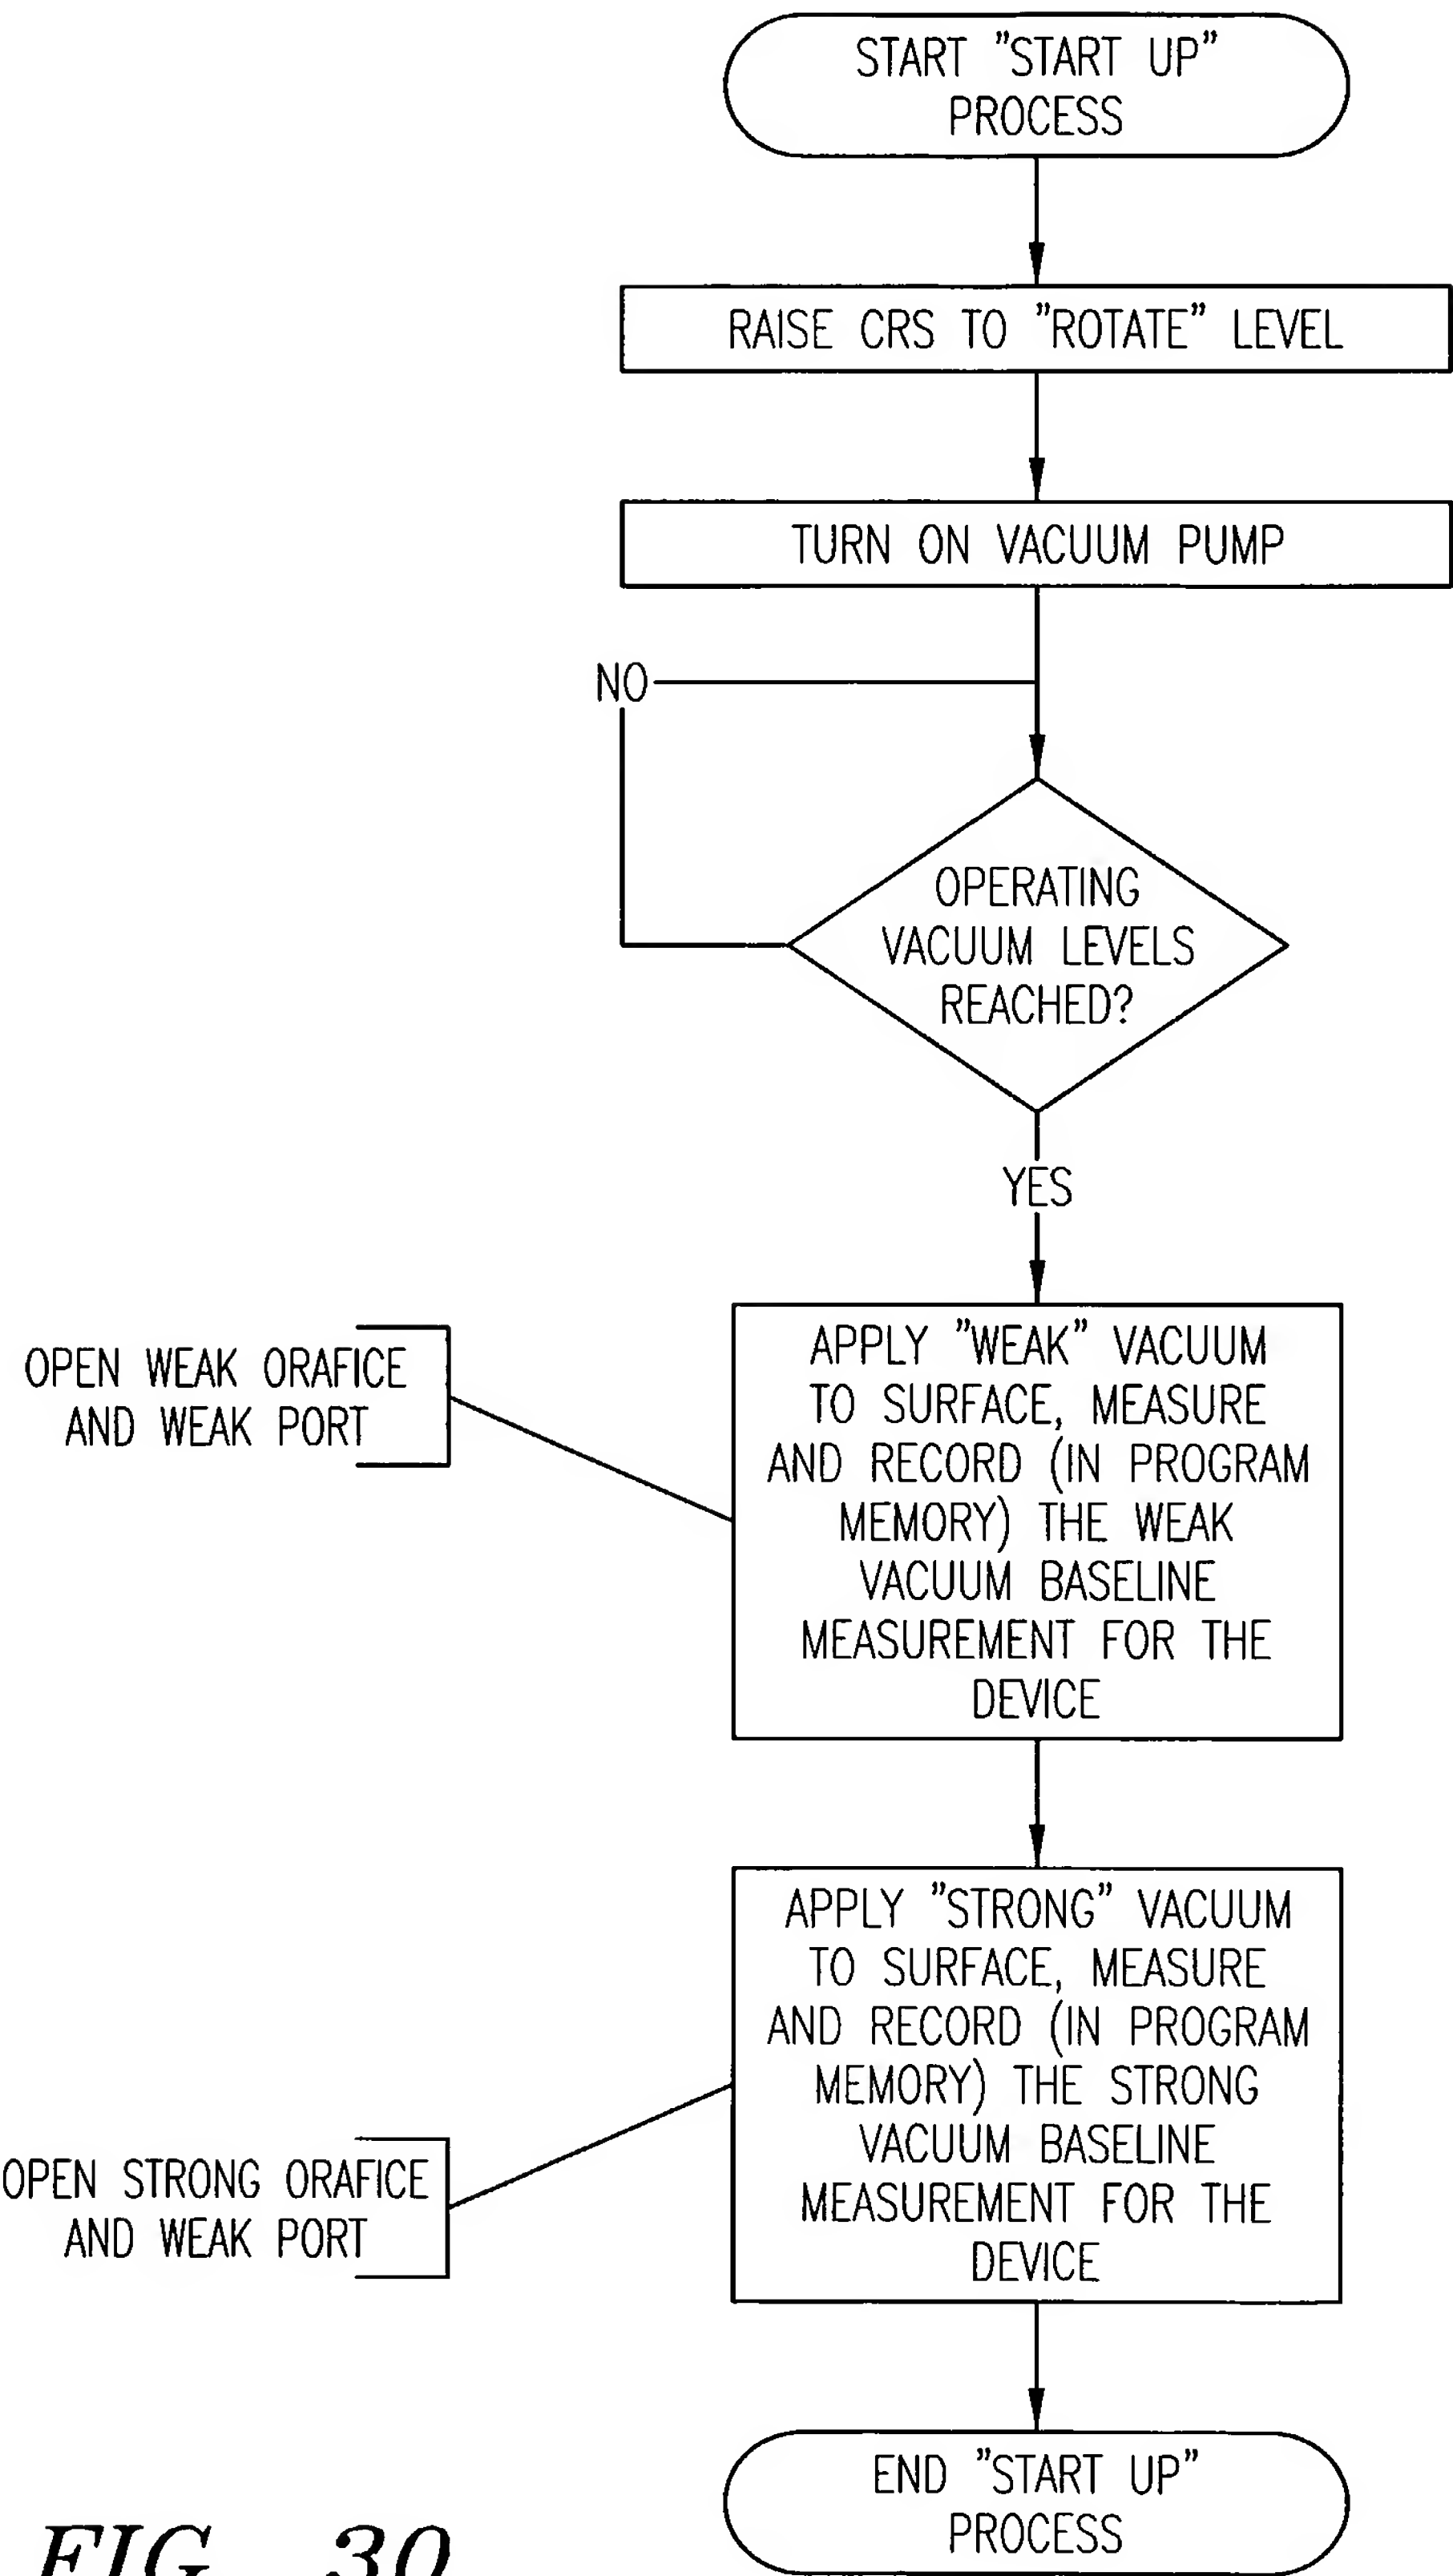 START ”START UP”
PROCESS
RAISE CRS TO ”ROTATE” LEVEL
TURN ON VACUUM PUMP
NO
OPERATING
VACUUM LEVELS
REACHED?
YES
OPEN WEAK ORAFICE
AND WEAK PORT
APPLY ”WEAK” VACUUM
TO SURFACE, MEASURE
AND RECORD (IN PROGRAM
MEMORY) THE WEAK
VACUUM BASELINE
MEASUREMENT FOR THE
DEVICE
APPLY ”STRONG” VACUUM
TO SURFACE, MEASURE
AND RECORD (IN PROGRAM
MEMORY) THE STRONG
VACUUM BASELINE
MEASUREMENT FOR THE
DEVICE
OPEN STRONG ORAFICE
AND WEAK PORT
END ”START UP”
PROCESS
FIG. 30